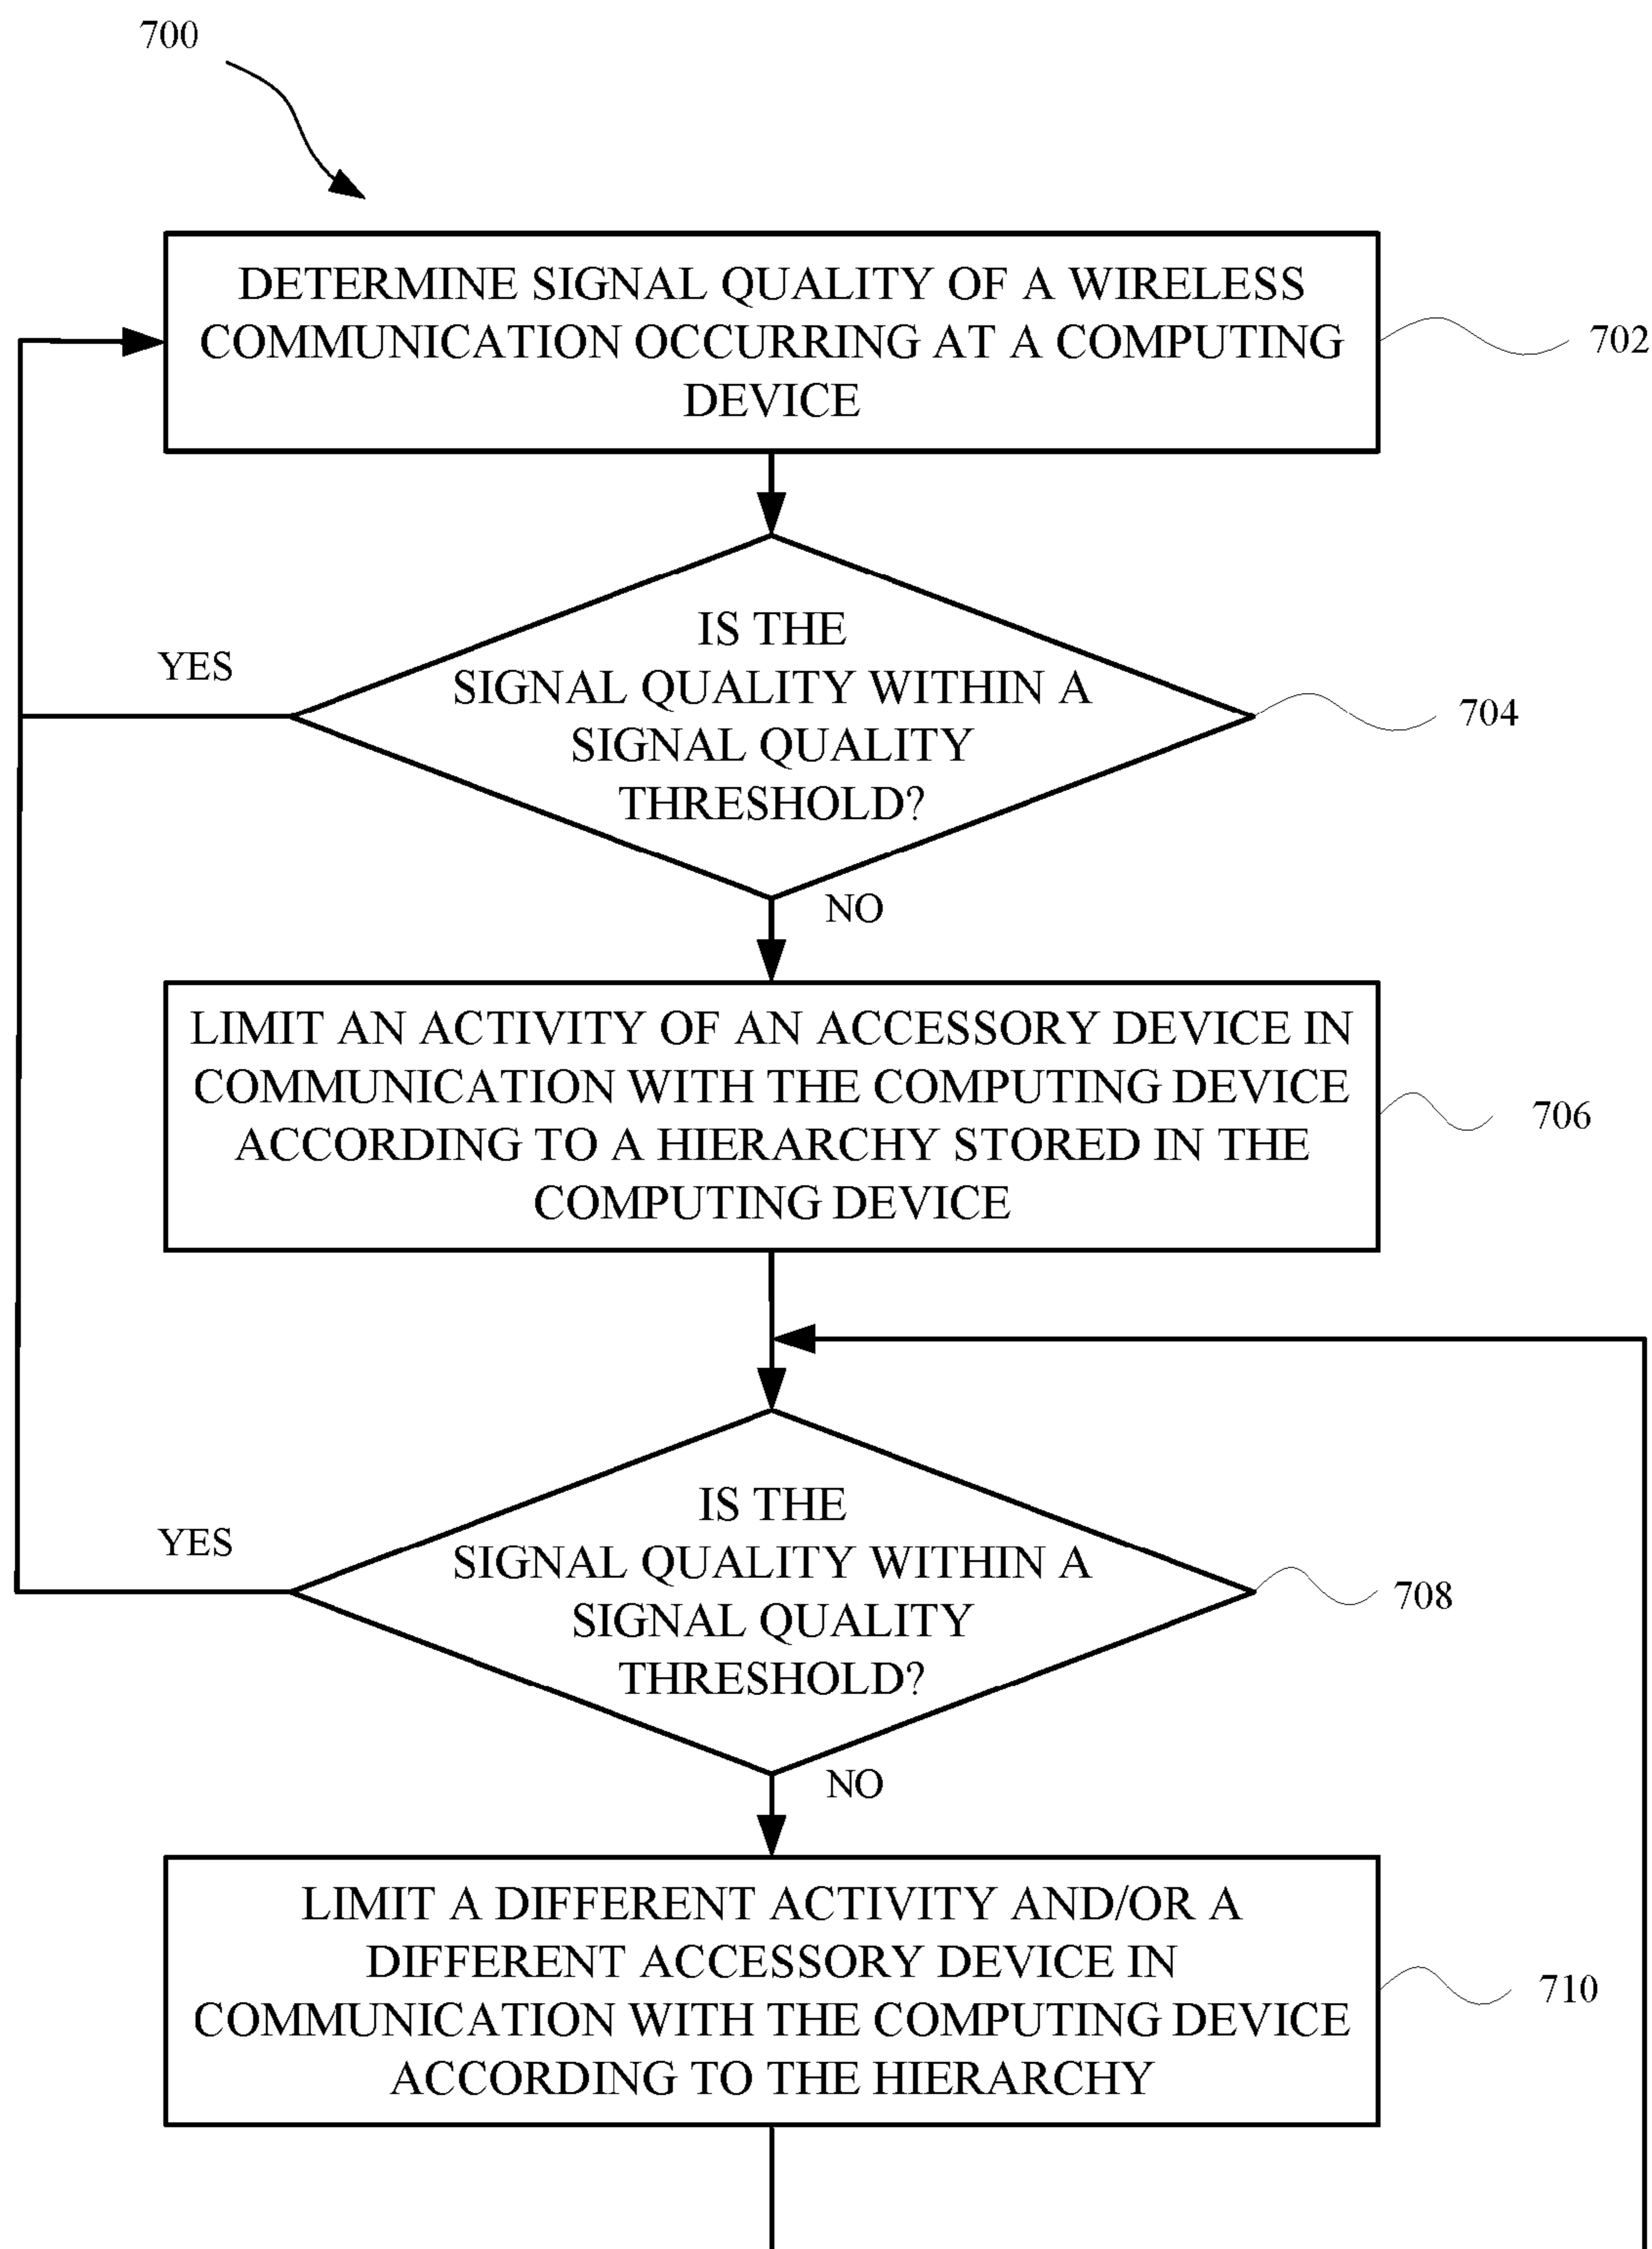 700
DETERMINE SIGNAL QUALITY OF A WIRELESS
COMMUNICATION OCCURRING AT A COMPUTING
DEVICE
702
IS THE
SIGNAL QUALITY WITHIN A
SIGNAL QUALITY
THRESHOLD?
YES
704
NO
LIMIT AN ACTIVITY OF AN ACCESSORY DEVICE IN
COMMUNICATION WITH THE COMPUTING DEVICE
ACCORDING TO A HIERARCHY STORED IN THE
COMPUTING DEVICE
706
IS THE
SIGNAL QUALITY WITHIN A
SIGNAL QUALITY
THRESHOLD?
YES
708
NO
LIMIT A DIFFERENT ACTIVITY AND/OR A
DIFFERENT ACCESSORY DEVICE IN
COMMUNICATION WITH THE COMPUTING DEVICE
ACCORDING TO THE HIERARCHY
710